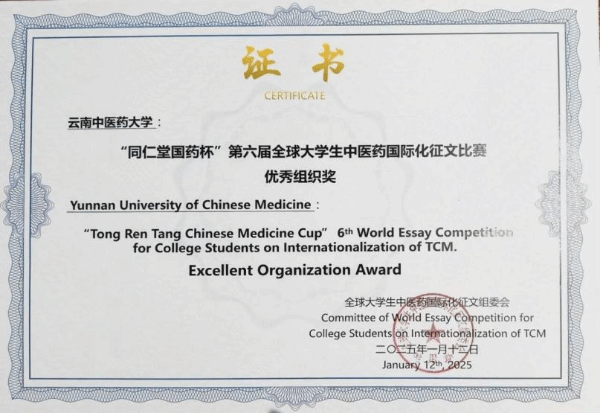 证书
CERTIFICATE
云南中医药大学：
“同仁堂国药杯”第六届全球大学生中医药国际化征文比赛
优秀组织奖
Yunnan University of Chinese Medicine：
“Tong Ren Tang Chinese Medicine Cup” 6th World Essay Competition
for College Students on Internationalization of TCM.
Excellent Organization Award
全球大学生中医药国际化征文组委会
Committee of World Essay Competition for
College Students on Internationalization of TCM
二〇二五年一月十二日
January 12th, 2025